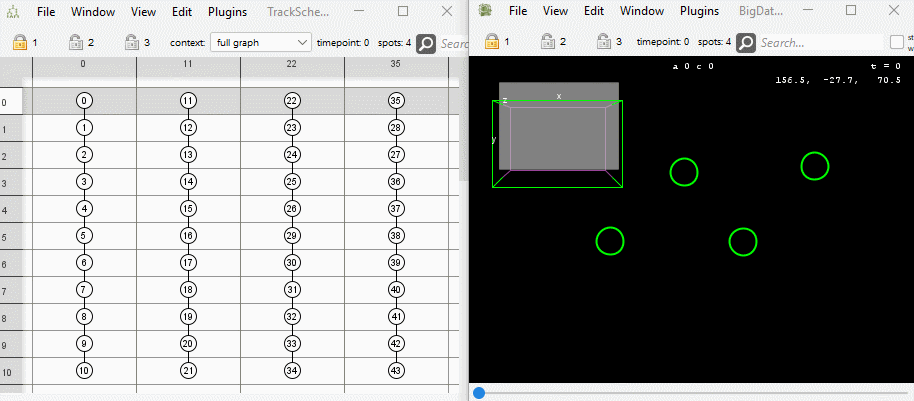 File Window View Edit Plugins TrackSche...
1 2 3 context: full graph timepoint: 0 spots: 4 Searc
0 11 22 35
0 0 11 22 35
1 1 12 23 28
2 2 13 24 27
3 3 14 25 36
4 4 15 26 37
5 5 16 29 38
6 6 17 30 39
7 7 18 31 40
8 8 19 32 41
9 9 20 33 42
10 10 21 34 43
File View Edit Window Plugins BigDat...
1 2 3 timepoint: 0 spots: 4 Search... st
w
a 0 c 0 t = 0
156.5, -27.7, 70.5
x
z
y